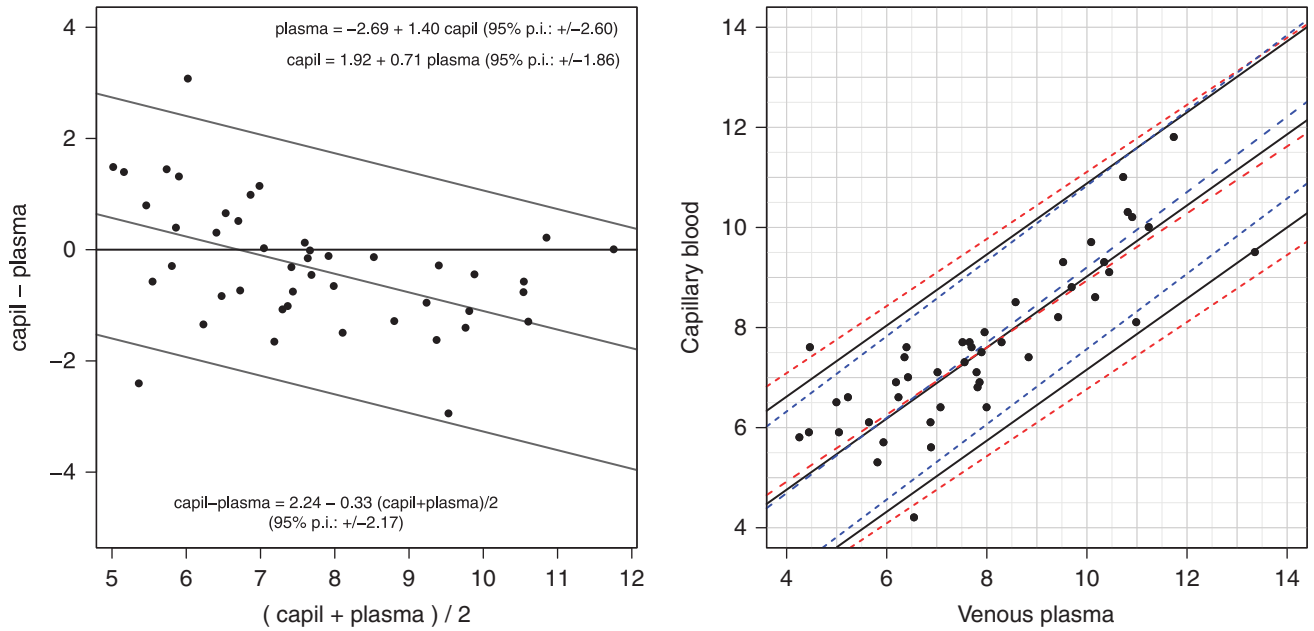 plasma = −2.69 + 1.40 capil (95% p.i.: +/−2.60)
capil = 1.92 + 0.71 plasma (95% p.i.: +/−1.86)
capil−plasma = 2.24 − 0.33 (capil+plasma)/2
(95% p.i.: +/−2.17)
capil − plasma
4
2
0
−2
−4
5 6 7 8 9 10 11 12
( capil + plasma ) / 2
Capillary blood
14
12
10
8
6
4
4 6 8 10 12 14
Venous plasma